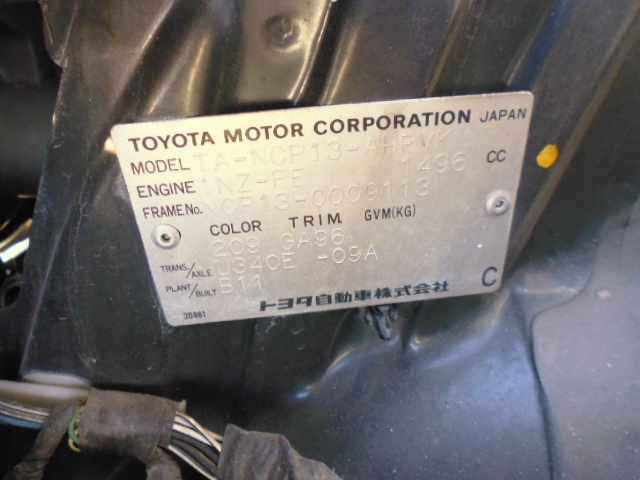 TOYOTA MOTOR CORPORATION JAPAN
MODEL TA-NCP13-AHPVK
ENGINE 1NZ-FE 1496 CC
FRAME No. NCP13-0009113
COLOR TRIM GVM(KG)
209 GA96
TRANS./AXLE U340E -09A
PLANT/BUILT B11
トヨタ自動車株式会社 C
30881